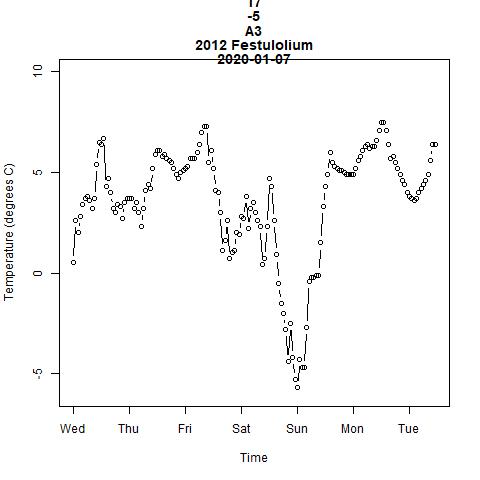 17
-5
A3
2012 Festulolium
2020-01-07
10
5
0
-5
Temperature (degrees C)
Wed Thu Fri Sat Sun Mon Tue
Time